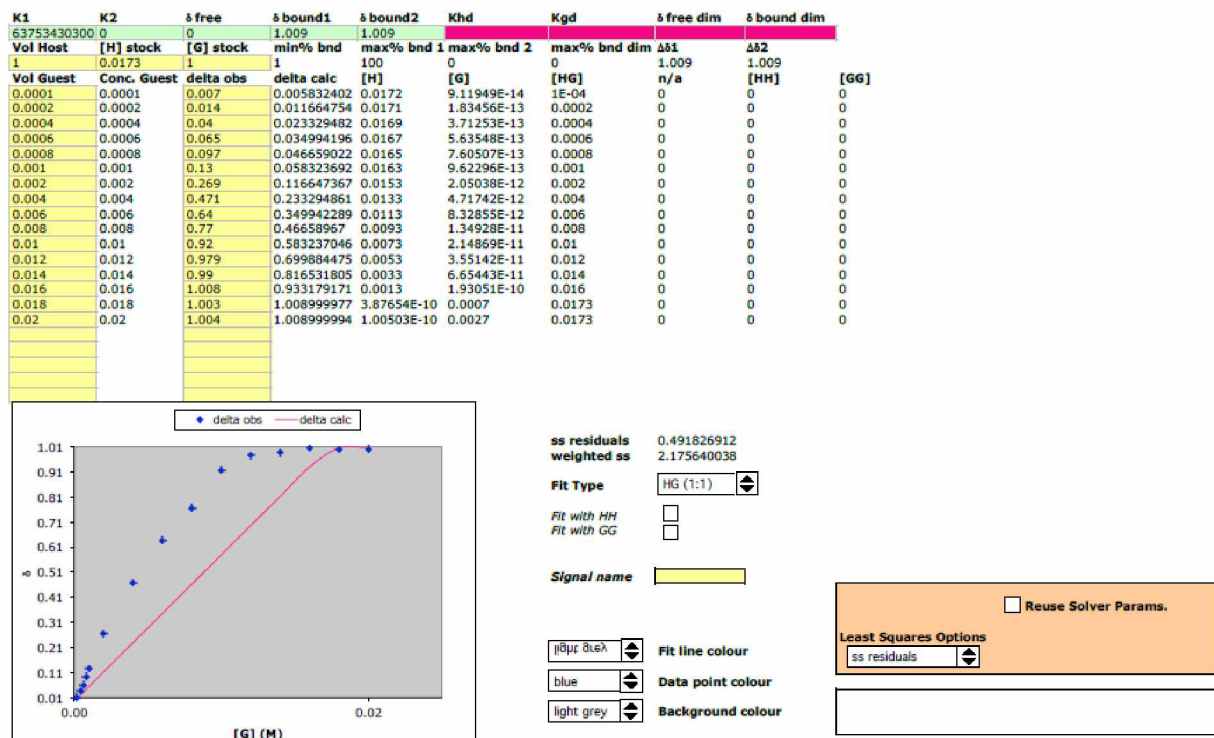 K1 K2 δ free δ bound1 δ bound2 Khd Kgd δ free dim δ bound dim
63753430300 0 0 1.009 1.009
Vol Host [H] stock [G] stock min% bnd max% bnd 1 max% bnd 2 max% bnd dim Δδ1 Δδ2
1 0.0173 1 1 100 0 0 1.009 1.009
Vol Guest Conc. Guest delta obs delta calc [H] [G] [HG] n/a [HH] [GG]
0.0001 0.0001 0.007 0.005832402 0.0172 9.11949E-14 1E-04 0 0 0
0.0002 0.0002 0.014 0.011664754 0.0171 1.83456E-13 0.0002 0 0 0
0.0004 0.0004 0.04 0.023329482 0.0169 3.71253E-13 0.0004 0 0 0
0.0006 0.0006 0.065 0.034994196 0.0167 5.63548E-13 0.0006 0 0 0
0.0008 0.0008 0.097 0.046659022 0.0165 7.60507E-13 0.0008 0 0 0
0.001 0.001 0.13 0.058323692 0.0163 9.62296E-13 0.001 0 0 0
0.002 0.002 0.269 0.116647367 0.0153 2.05038E-12 0.002 0 0 0
0.004 0.004 0.471 0.233294861 0.0133 4.71742E-12 0.004 0 0 0
0.006 0.006 0.64 0.349942289 0.0113 8.32855E-12 0.006 0 0 0
0.008 0.008 0.77 0.46658967 0.0093 1.34928E-11 0.008 0 0 0
0.01 0.01 0.92 0.583237046 0.0073 2.14869E-11 0.01 0 0 0
0.012 0.012 0.979 0.699884475 0.0053 3.55142E-11 0.012 0 0 0
0.014 0.014 0.99 0.816531805 0.0033 6.65443E-11 0.014 0 0 0
0.016 0.016 1.008 0.933179171 0.0013 1.93051E-10 0.016 0 0 0
0.018 0.018 1.003 1.008999977 3.87654E-10 0.0007 0.0173 0 0 0
0.02 0.02 1.004 1.008999994 1.00503E-10 0.0027 0.0173 0 0 0
delta obs delta calc
1.01
0.91
0.81
0.71
0.61
0.51
0.41
0.31
0.21
0.11
0.01
δ
0.00 0.02
[G] (M)
ss residuals 0.491826912
weighted ss 2.175640038
Fit Type HG (1:1)
Fit with HH
Fit with GG
Signal name
Fit line colour
blue Data point colour
light grey Background colour
Reuse Solver Params.
Least Squares Options
ss residuals